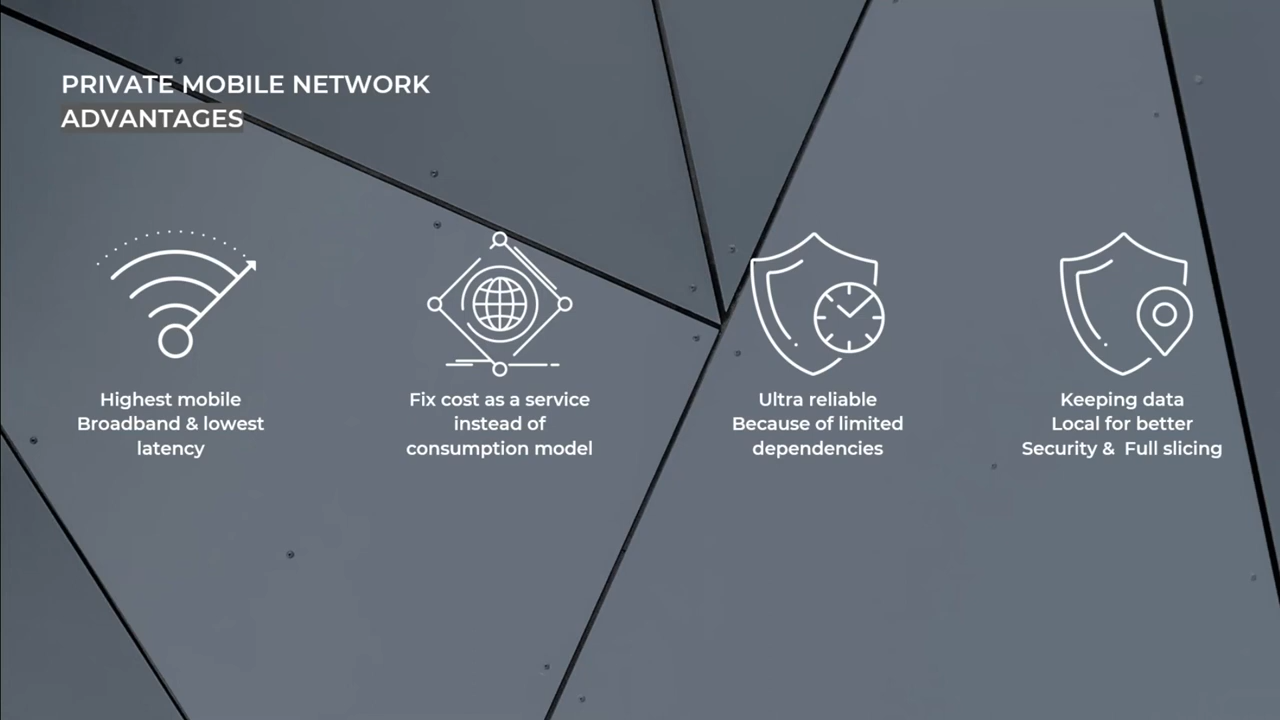 PRIVATE MOBILE NETWORK
ADVANTAGES
Highest mobile
Broadband & lowest
latency
Fix cost as a service
instead of
consumption model
Ultra reliable
Because of limited
dependencies
Keeping data
Local for better
Security &  Full slicing